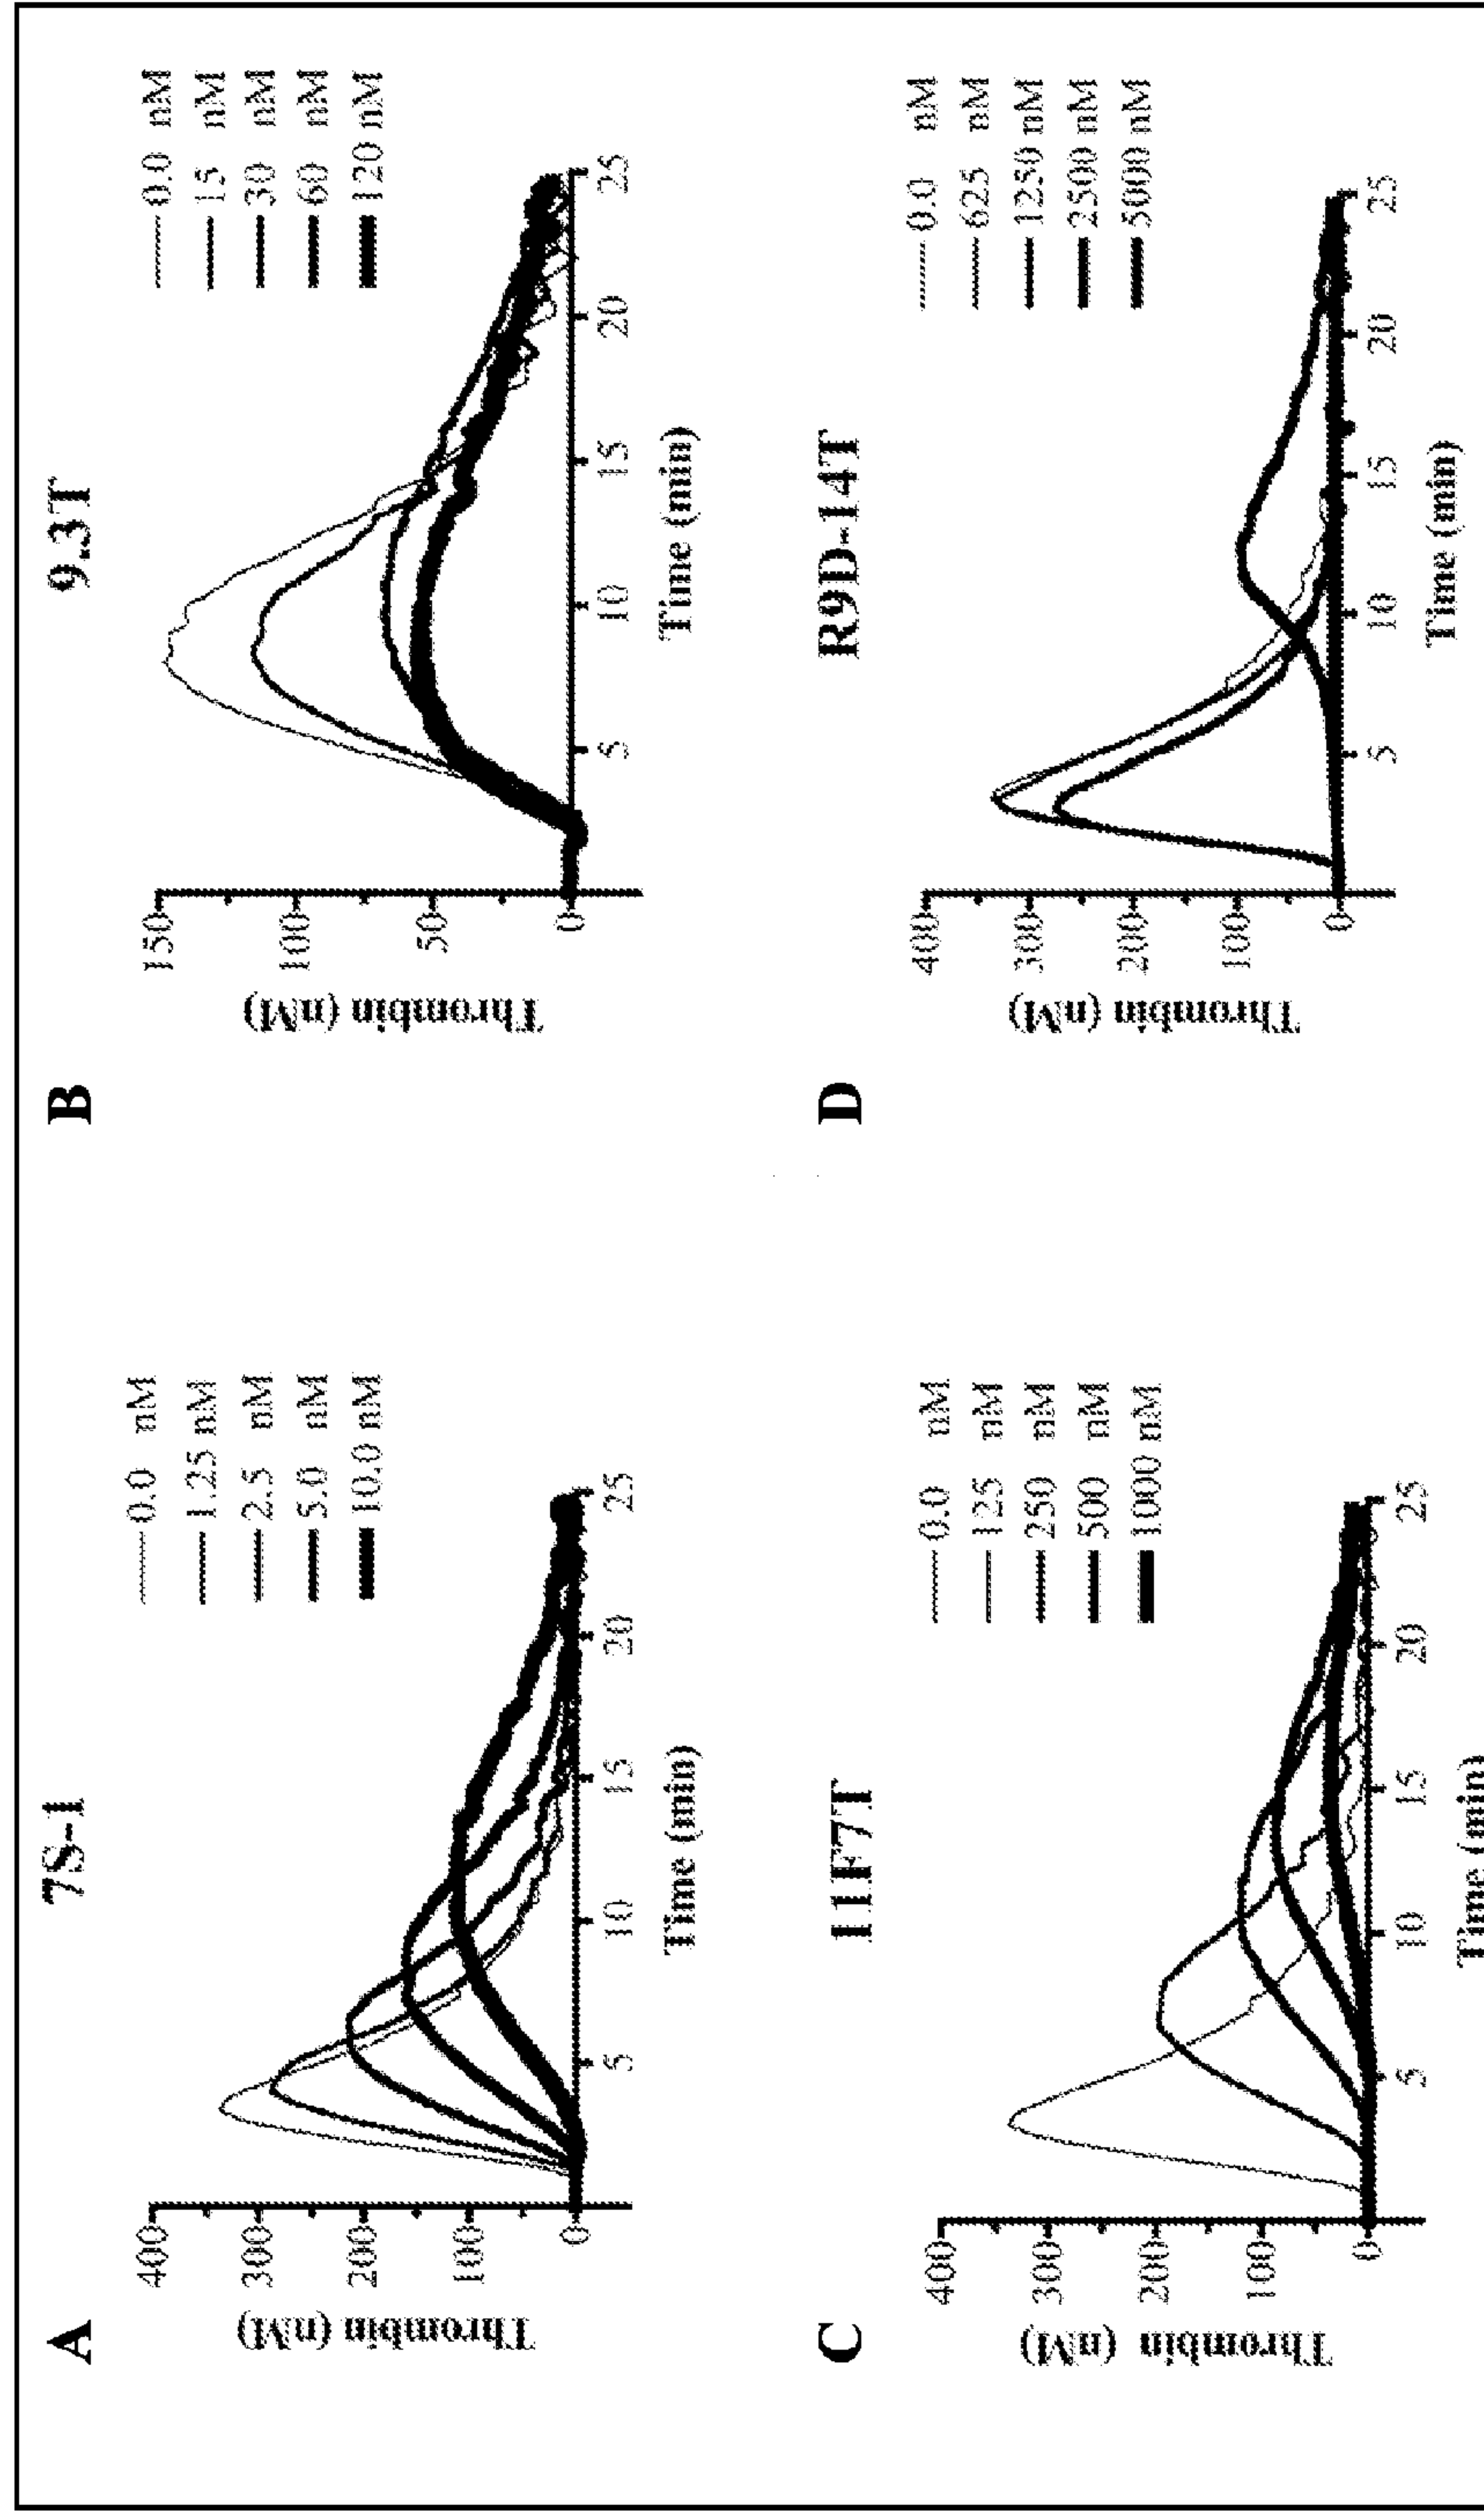 A
7S-1
Thrombin (nM)
400
300
200
100
0
5
10
15
20
25
Time (min)
0.0 nM
1.25 nM
2.5 nM
5.0 nM
10.0 nM
B
9.3T
Thrombin (nM)
150
100
50
0
5
10
15
20
25
Time (min)
0.0 nM
15 nM
30 nM
60 nM
120 nM
C
11F7T
Thrombin (nM)
400
300
200
100
0
5
10
15
20
25
Time (min)
0.0 nM
125 nM
250 nM
500 nM
1000 nM
D
R9D-14T
Thrombin (nM)
400
300
200
100
0
5
10
15
20
25
Time (min)
0.0 nM
625 nM
1250 nM
2500 nM
5000 nM